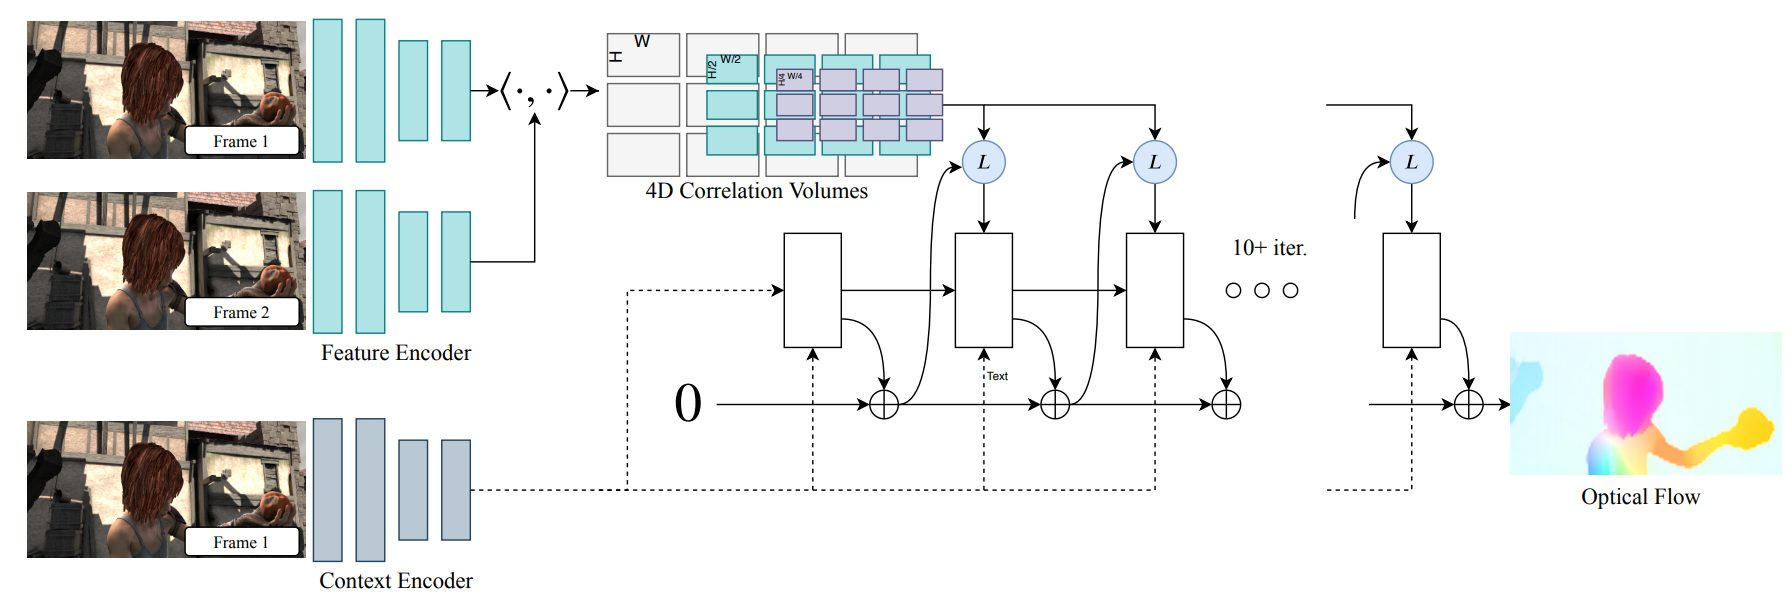 Frame 1
Frame 2
Feature Encoder
Frame 1
Context Encoder
⟨·, ·⟩
H
W
H/2
W/2
H/4
W/4
4D Correlation Volumes
L
L
L
10+ iter.
Text
0
Optical Flow